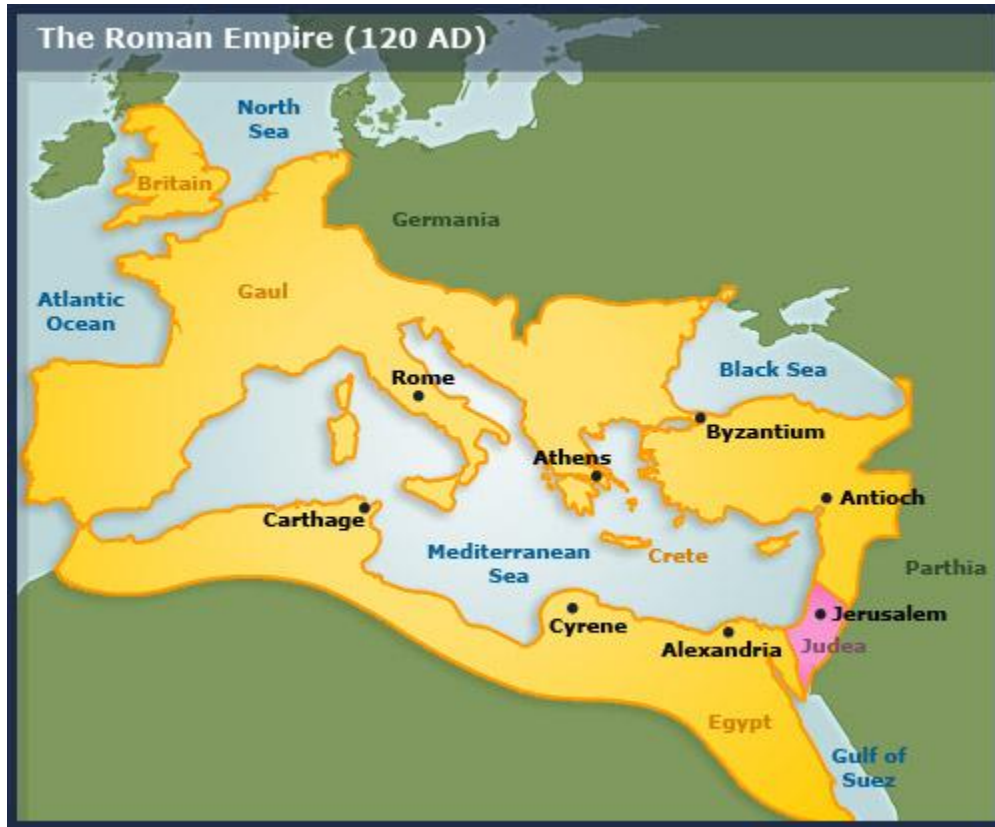 The Roman Empire (120 AD)
North
Sea
Britain
Germania
Gaul
Atlantic
Ocean
Black Sea
Rome
Byzantium
Athens
Antioch
Carthage
Mediterranean
Sea
Crete
Parthia
Jerusalem
Cyrene
Alexandria
Judea
Egypt
Gulf of
Suez